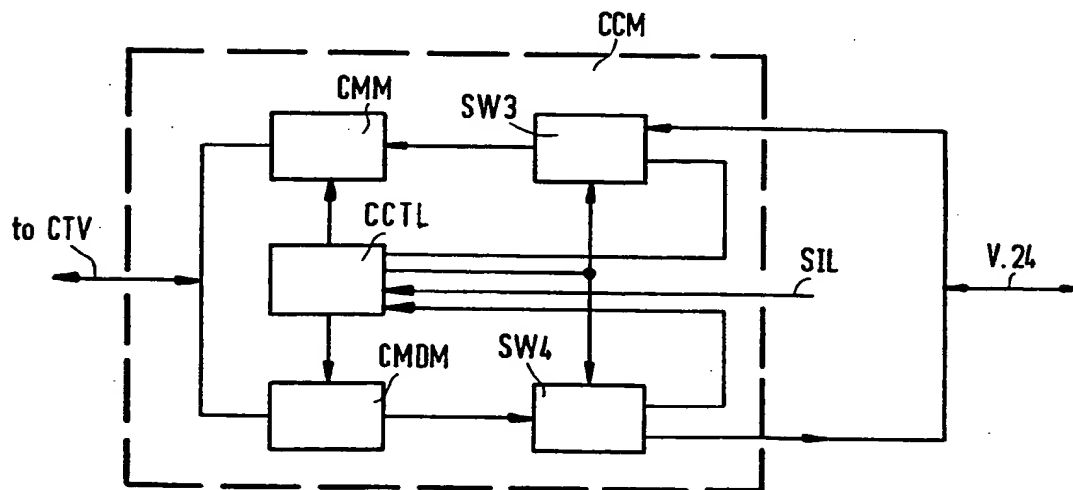 CCM
CMM
SW3
to CTV
CCTL
SIL
V.24
CMDM
SW4